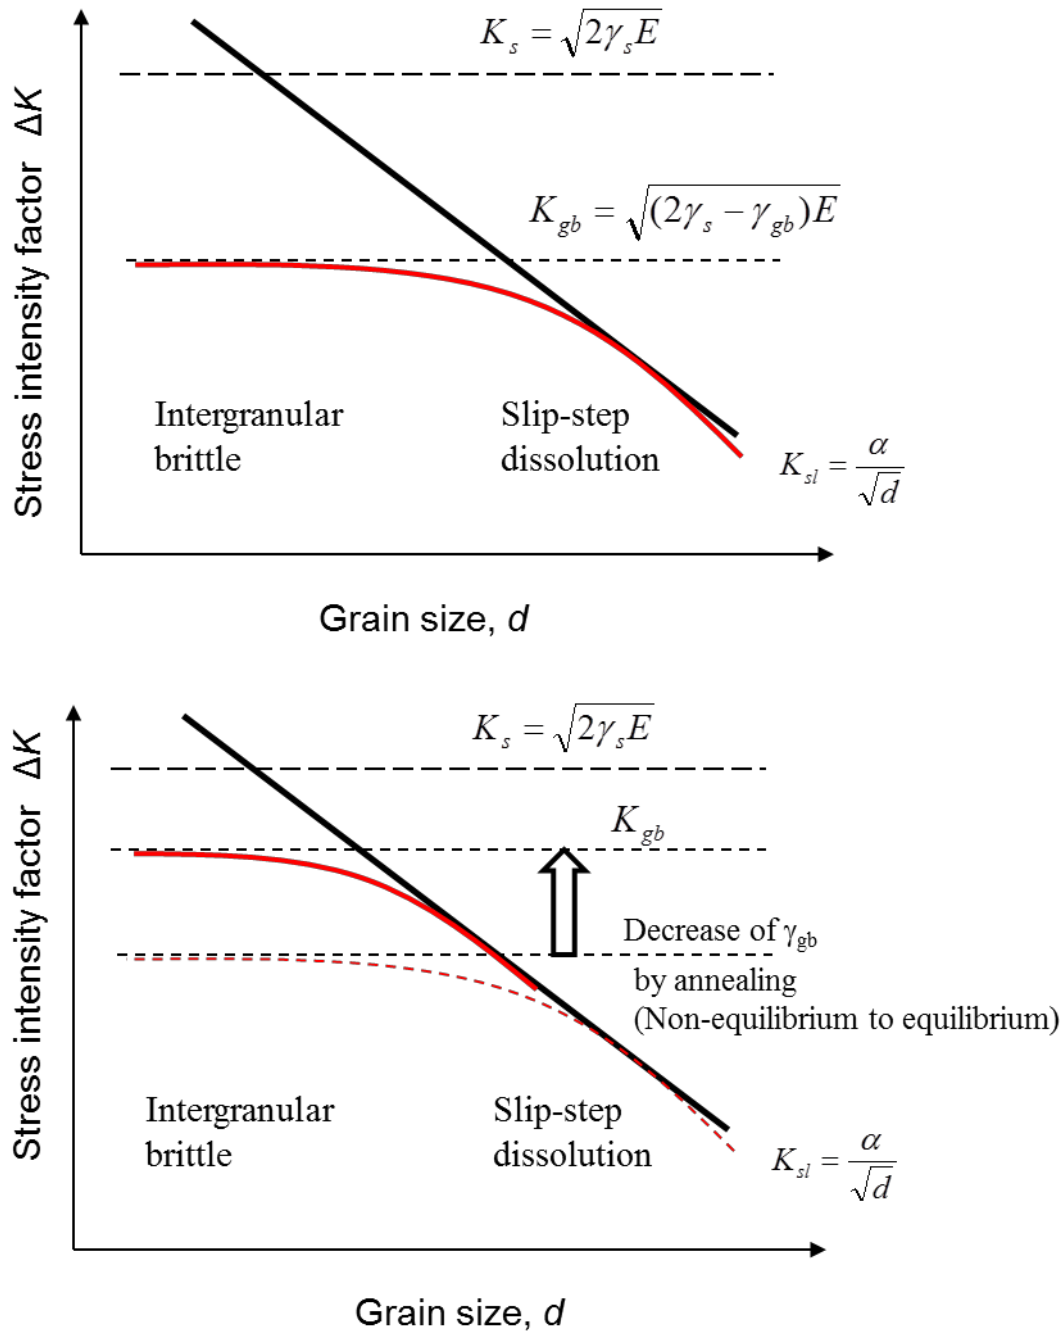 K_s = √(2γ_s E)
Stress intensity factor ΔK
K_gb = √((2γ_s − γ_gb)E)
Intergranular
brittle
Slip-step
dissolution
K_sl = α/√d
Grain size, d
K_s = √(2γ_s E)
Stress intensity factor ΔK
K_gb
Decrease of γ_gb
by annealing
(Non-equilibrium to equilibrium)
Intergranular
brittle
Slip-step
dissolution
K_sl = α/√d
Grain size, d